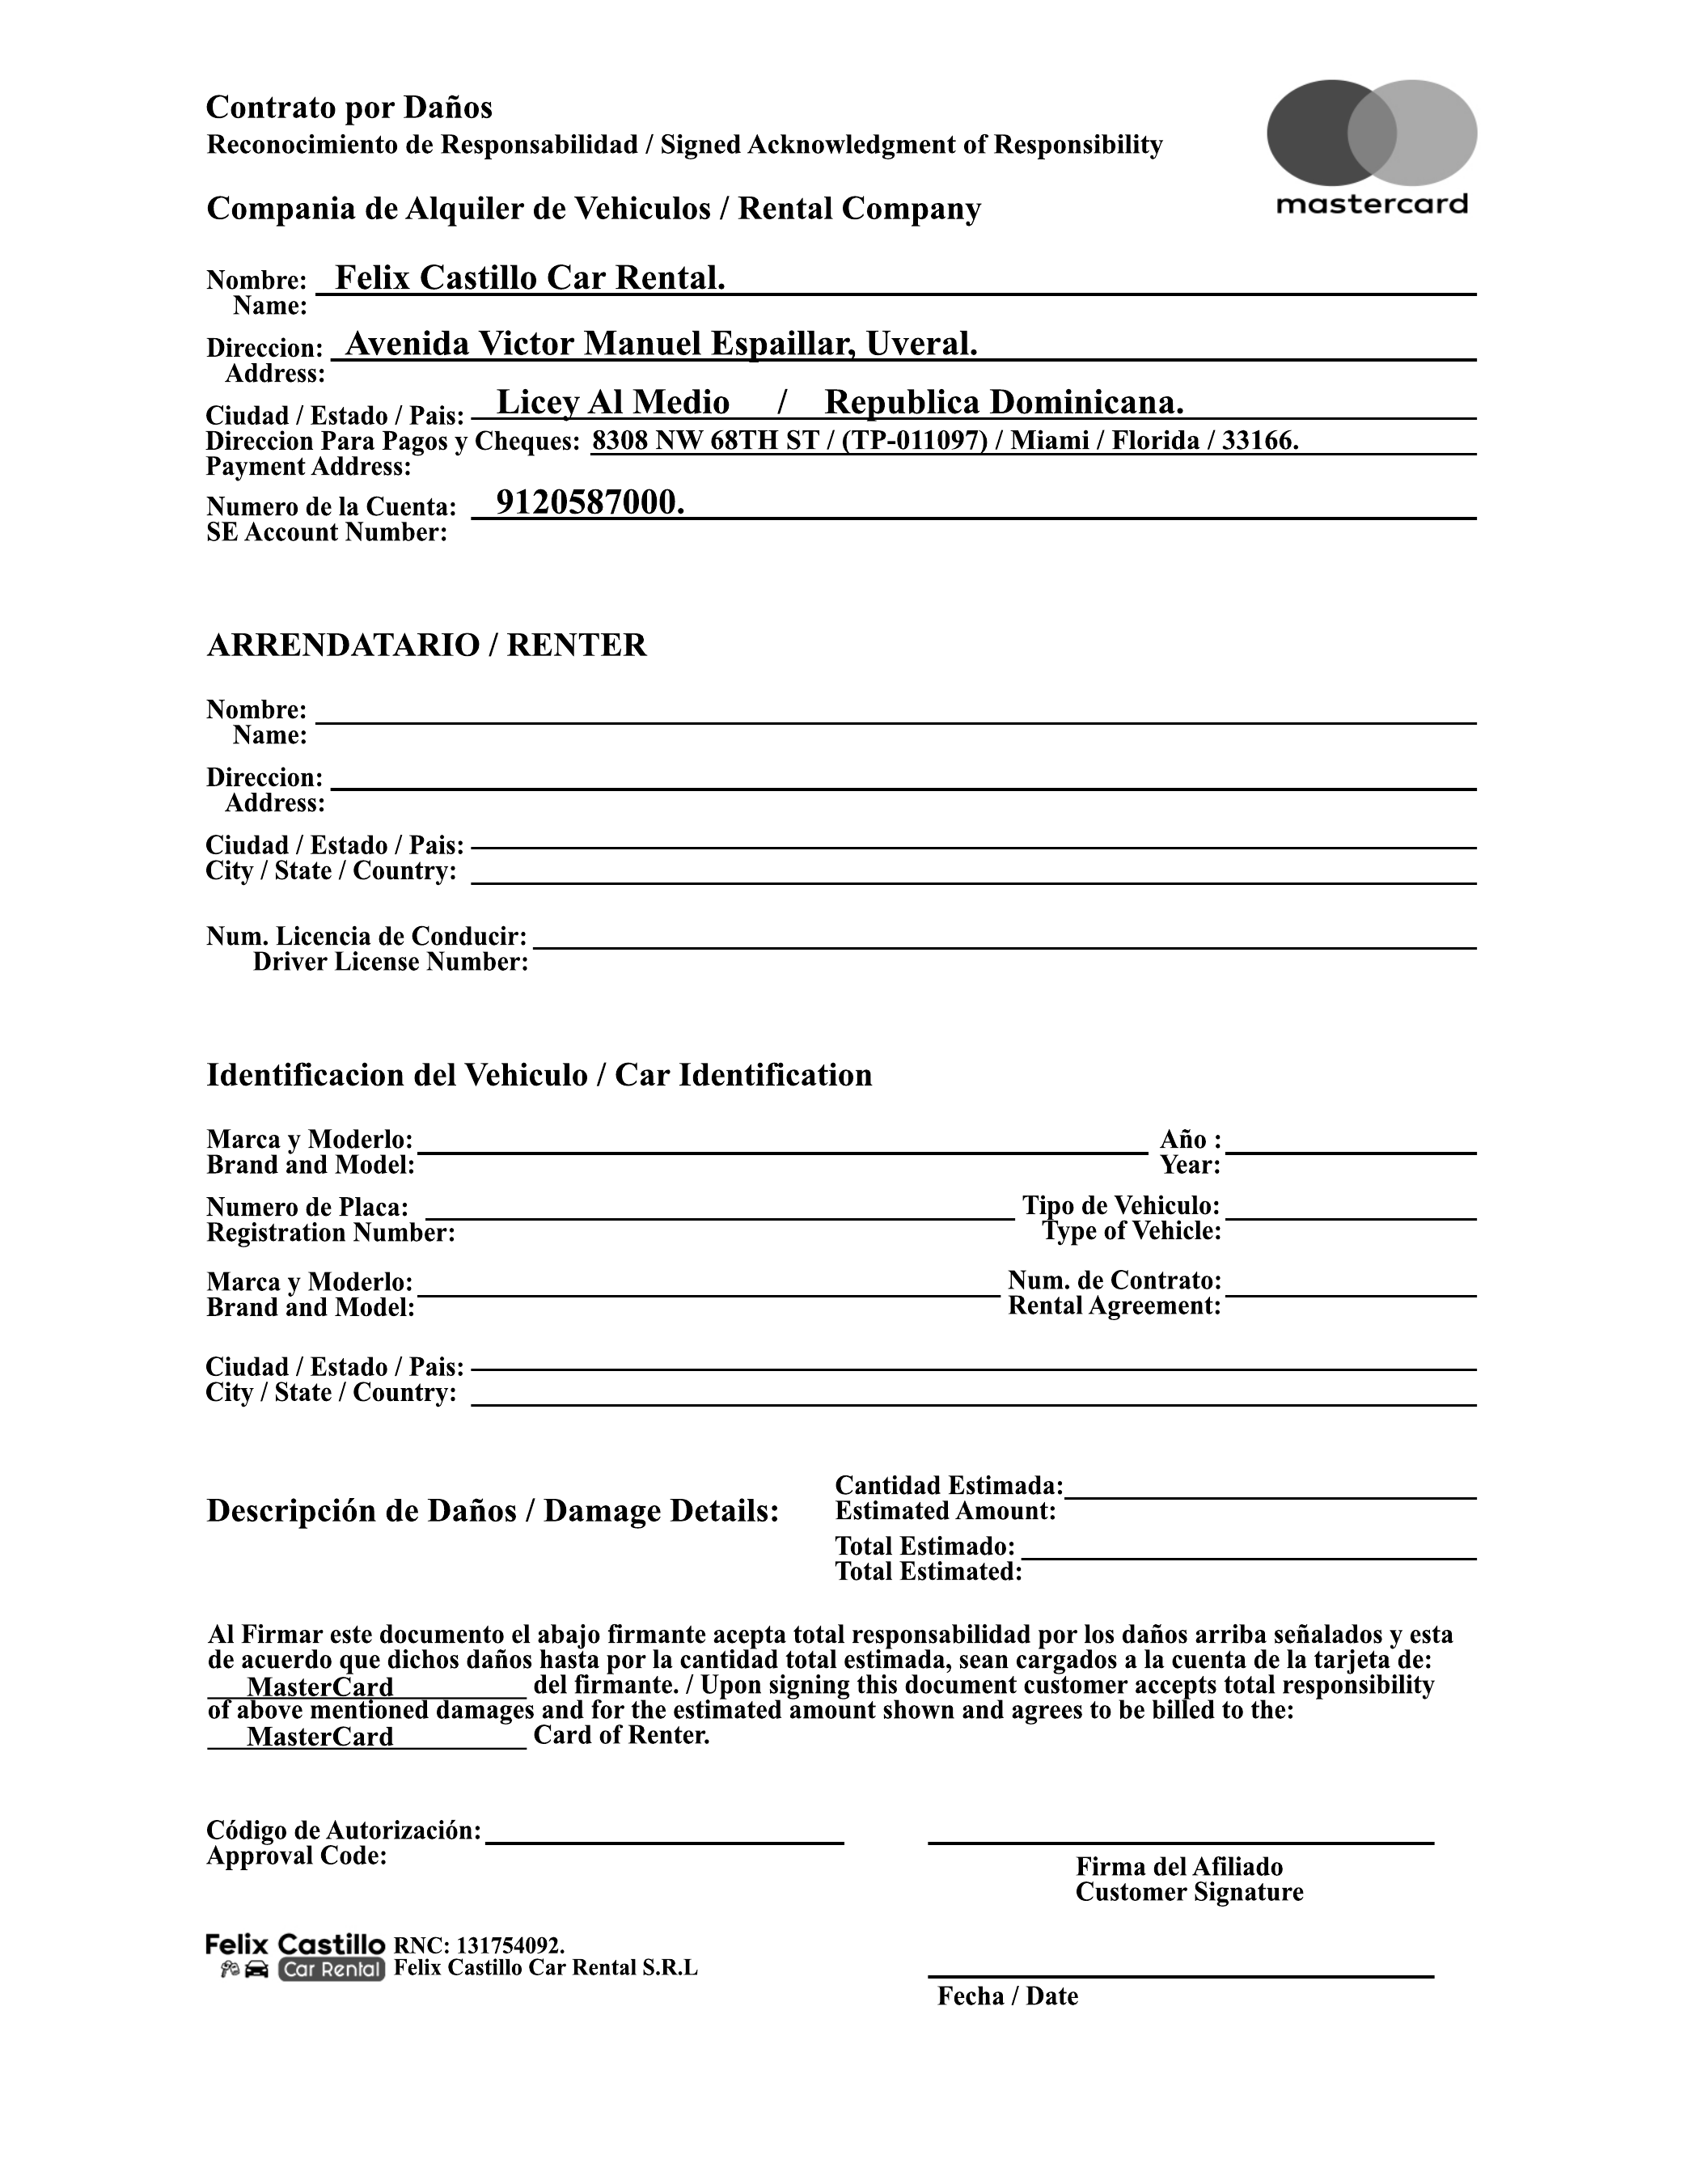 Contrato por Daños
Reconocimiento de Responsabilidad / Signed Acknowledgment of Responsibility
mastercard
Compania de Alquiler de Vehiculos / Rental Company
Nombre: Felix Castillo Car Rental.
Name:
Direccion: Avenida Victor Manuel Espaillar, Uveral.
Address:
Ciudad / Estado / Pais: Licey Al Medio / Republica Dominicana.
Direccion Para Pagos y Cheques: 8308 NW 68TH ST / (TP-011097) / Miami / Florida / 33166.
Payment Address:
Numero de la Cuenta: 9120587000.
SE Account Number:
ARRENDATARIO / RENTER
Nombre:
Name:
Direccion:
Address:
Ciudad / Estado / Pais:
City / State / Country:
Num. Licencia de Conducir:
Driver License Number:
Identificacion del Vehiculo / Car Identification
Marca y Moderlo: Año :
Brand and Model: Year:
Numero de Placa: Tipo de Vehiculo:
Registration Number: Type of Vehicle:
Marca y Moderlo: Num. de Contrato:
Brand and Model: Rental Agreement:
Ciudad / Estado / Pais:
City / State / Country:
Descripción de Daños / Damage Details:
Cantidad Estimada:
Estimated Amount:
Total Estimado:
Total Estimated:
Al Firmar este documento el abajo firmante acepta total responsabilidad por los daños arriba señalados y esta
de acuerdo que dichos daños hasta por la cantidad total estimada, sean cargados a la cuenta de la tarjeta de:
MasterCard del firmante. / Upon signing this document customer accepts total responsibility
of above mentioned damages and for the estimated amount shown and agrees to be billed to the:
MasterCard Card of Renter.
Código de Autorización:
Approval Code:
Firma del Afiliado
Customer Signature
Felix Castillo RNC: 131754092.
Car Rental Felix Castillo Car Rental S.R.L
Fecha / Date